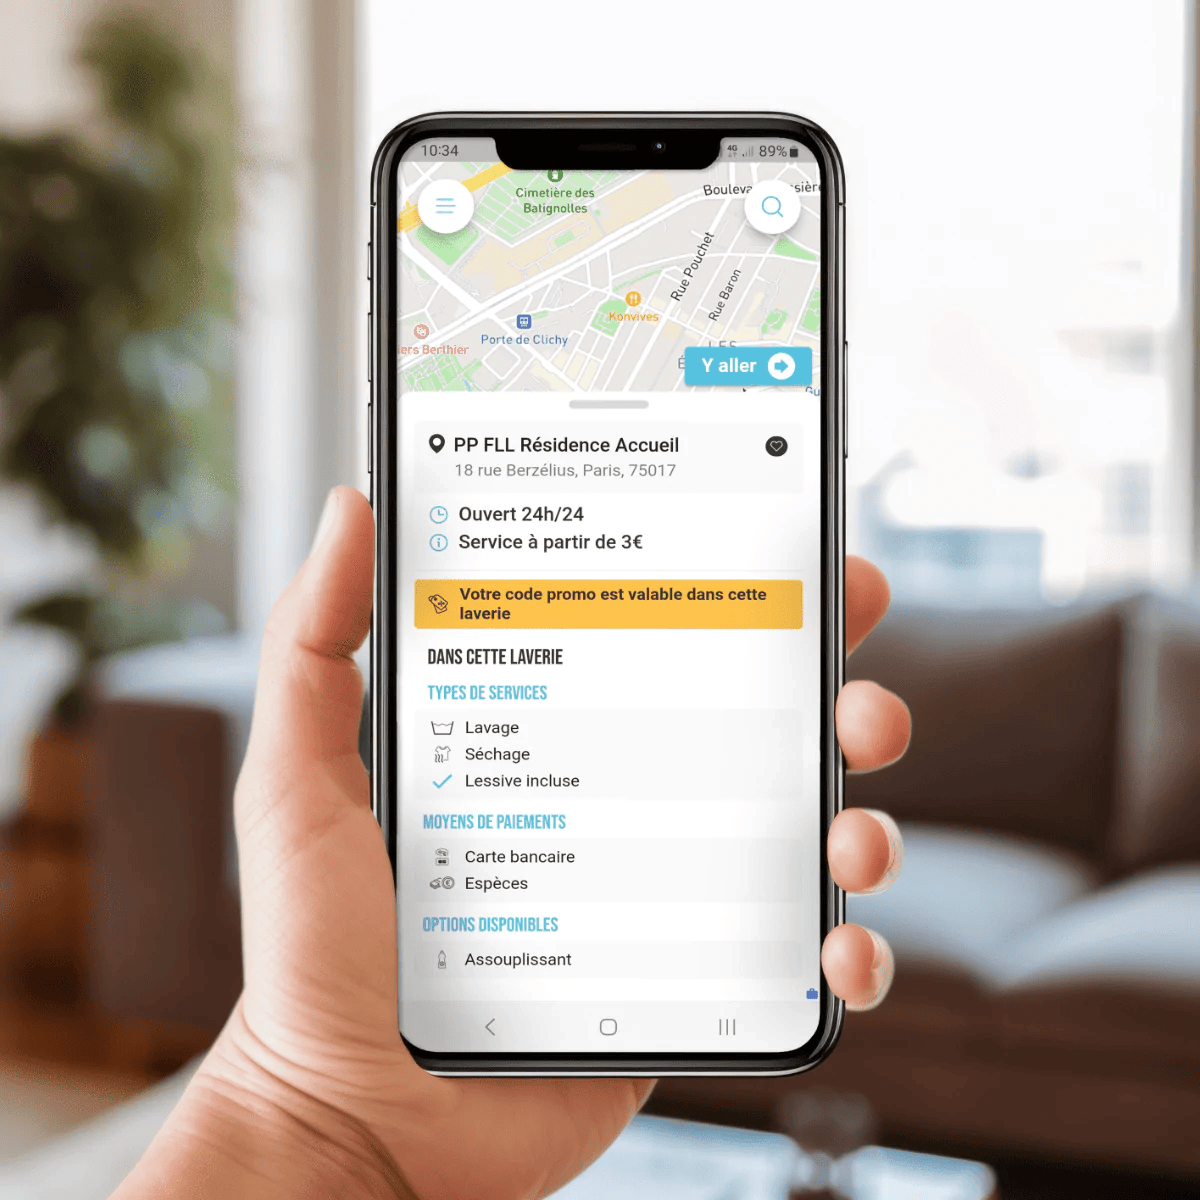 10:34
4G
89%
Cimetière des
Batignolles
Rue Pouchet
Rue Baron
Konvives
Porte de Clichy
Berthier
LES
Y aller
PP FLL Résidence Accueil
18 rue Berzélius, Paris, 75017
Ouvert 24h/24
Service à partir de 3€
Votre code promo est valable dans cette
laverie
DANS CETTE LAVERIE
TYPES DE SERVICES
Lavage
Séchage
Lessive incluse
MOYENS DE PAIEMENTS
Carte bancaire
Espèces
OPTIONS DISPONIBLES
Assouplissant